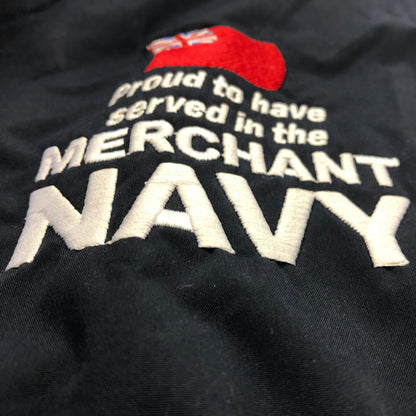 Proud to have
served in the
MERCHANT
NAVY